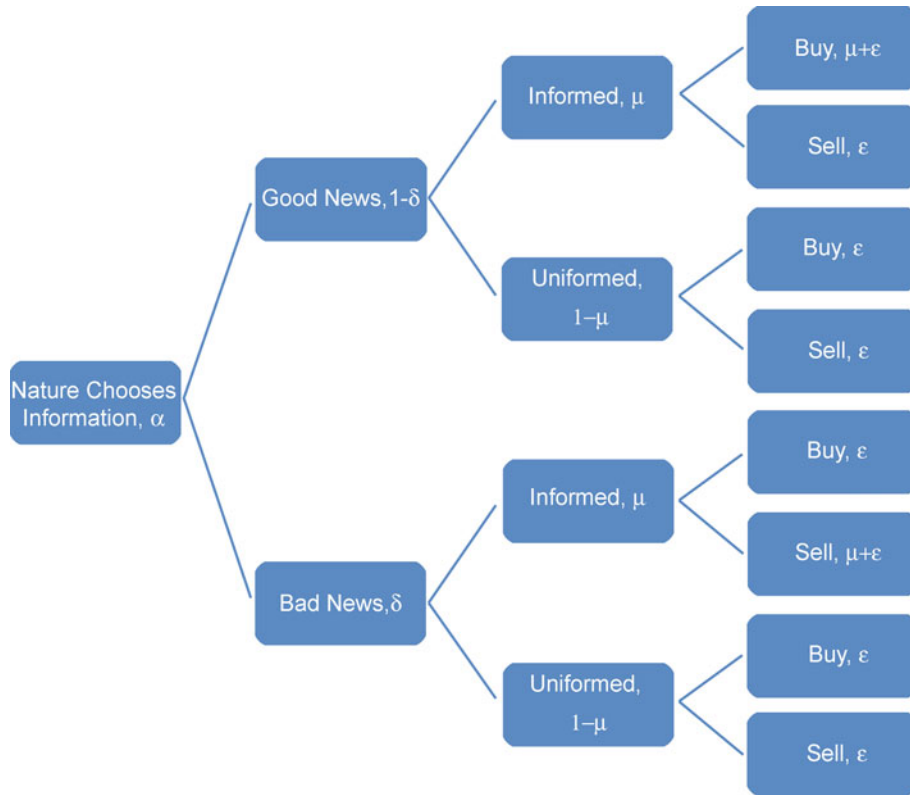 Buy, μ+ε
Informed, μ
Sell, ε
Good News,1-δ
Buy, ε
Uniformed,
1−μ
Sell, ε
Nature Chooses
Information, α
Buy, ε
Informed, μ
Sell, μ+ε
Bad News,δ
Buy, ε
Uniformed,
1−μ
Sell, ε